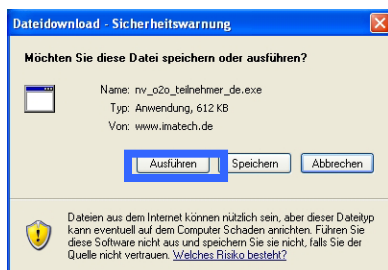 Dateidownload - Sicherheitswarnung
Möchten Sie diese Datei speichern oder ausführen?
Name: nv_o2o_teilnehmer_de.exe
Typ: Anwendung, 612 KB
Von: www.imatech.de
Ausführen Speichern Abbrechen
Dateien aus dem Internet können nützlich sein, aber dieser Dateityp
kann eventuell auf dem Computer Schaden anrichten. Führen Sie
diese Software nicht aus und speichern Sie sie nicht, falls Sie der
Quelle nicht vertrauen. Welches Risiko besteht?